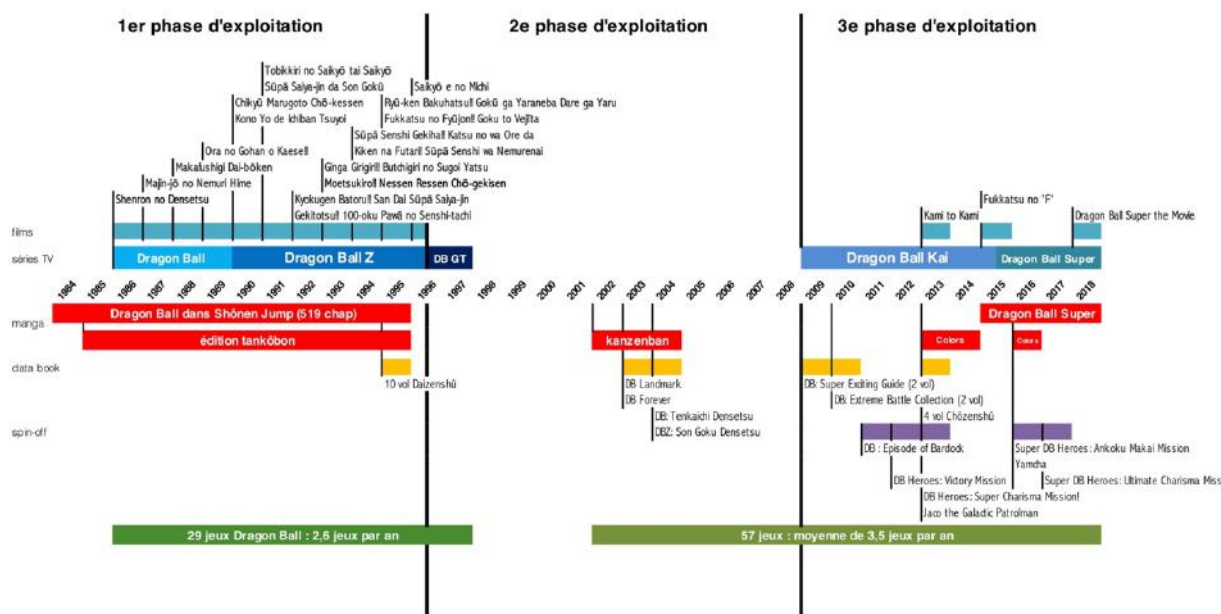 1er phase d'exploitation
2e phase d'exploitation
3e phase d'exploitation
Tobikkiri no Saikyō tai Saikyō
Sūpā Saiya-jin da Son Gokū
Saikyō e no Michi
Chikyū Marugoto Chō-kessen
Ryū-ken Bakuhatsu!! Gokū ga Yaraneba Dare ga Yaru
Kono Yo de Ichiban Tsuyoi
Fukkatsu no Fyūjon!! Goku to Vejīta
Sūpā Senshi Gekiha!! Katsu no wa Ore da
Ora no Gohan o Kaese!!
Kiken na Futari! Sūpā Senshi wa Nemurenai
Makafushigi Dai-bōken
Ginga Girigiri!! Butchigiri no Sugoi Yatsu
Majin-jō no Nemuri Hime
Moetsukiro!! Nessen Ressen Chō-gekisen
Shenron no Densetsu
Kyokugen Batoru!! San Dai Sūpā Saiya-jin
Fukkatsu no 'F'
Gekitotsu!! 100-oku Pawā no Senshi-tachi
Kami to Kami
Dragon Ball Super the Movie
films
séries TV
Dragon Ball
Dragon Ball Z
DB GT
Dragon Ball Kai
Dragon Ball Super
1984 1985 1986 1987 1988 1989 1990 1991 1992 1993 1994 1995 1996 1997 1998 1999 2000 2001 2002 2003 2004 2005 2006 2007 2008 2009 2010 2011 2012 2013 2014 2015 2016 2017 2018
Dragon Ball dans Shônen Jump (519 chap)
Dragon Ball Super
manga
édition tankôbon
kanzenban
Colors
Colors
data book
10 vol Daizenshū
DB Landmark
DB: Super Exciting Guide (2 vol)
DB Forever
DB: Extreme Battle Collection (2 vol)
DB: Tenkaichi Densetsu
4 vol Chōzenshū
spin-off
DBZ: Son Goku Densetsu
DB : Episode of Bardock
Super DB Heroes: Ankoku Makai Mission
Yamcha
DB Heroes: Victory Mission
Super DB Heroes: Ultimate Charisma Miss
DB Heroes: Super Charisma Mission!
Jaco the Galactic Patrolman
29 jeux Dragon Ball : 2,6 jeux par an
57 jeux : moyenne de 3,5 jeux par an